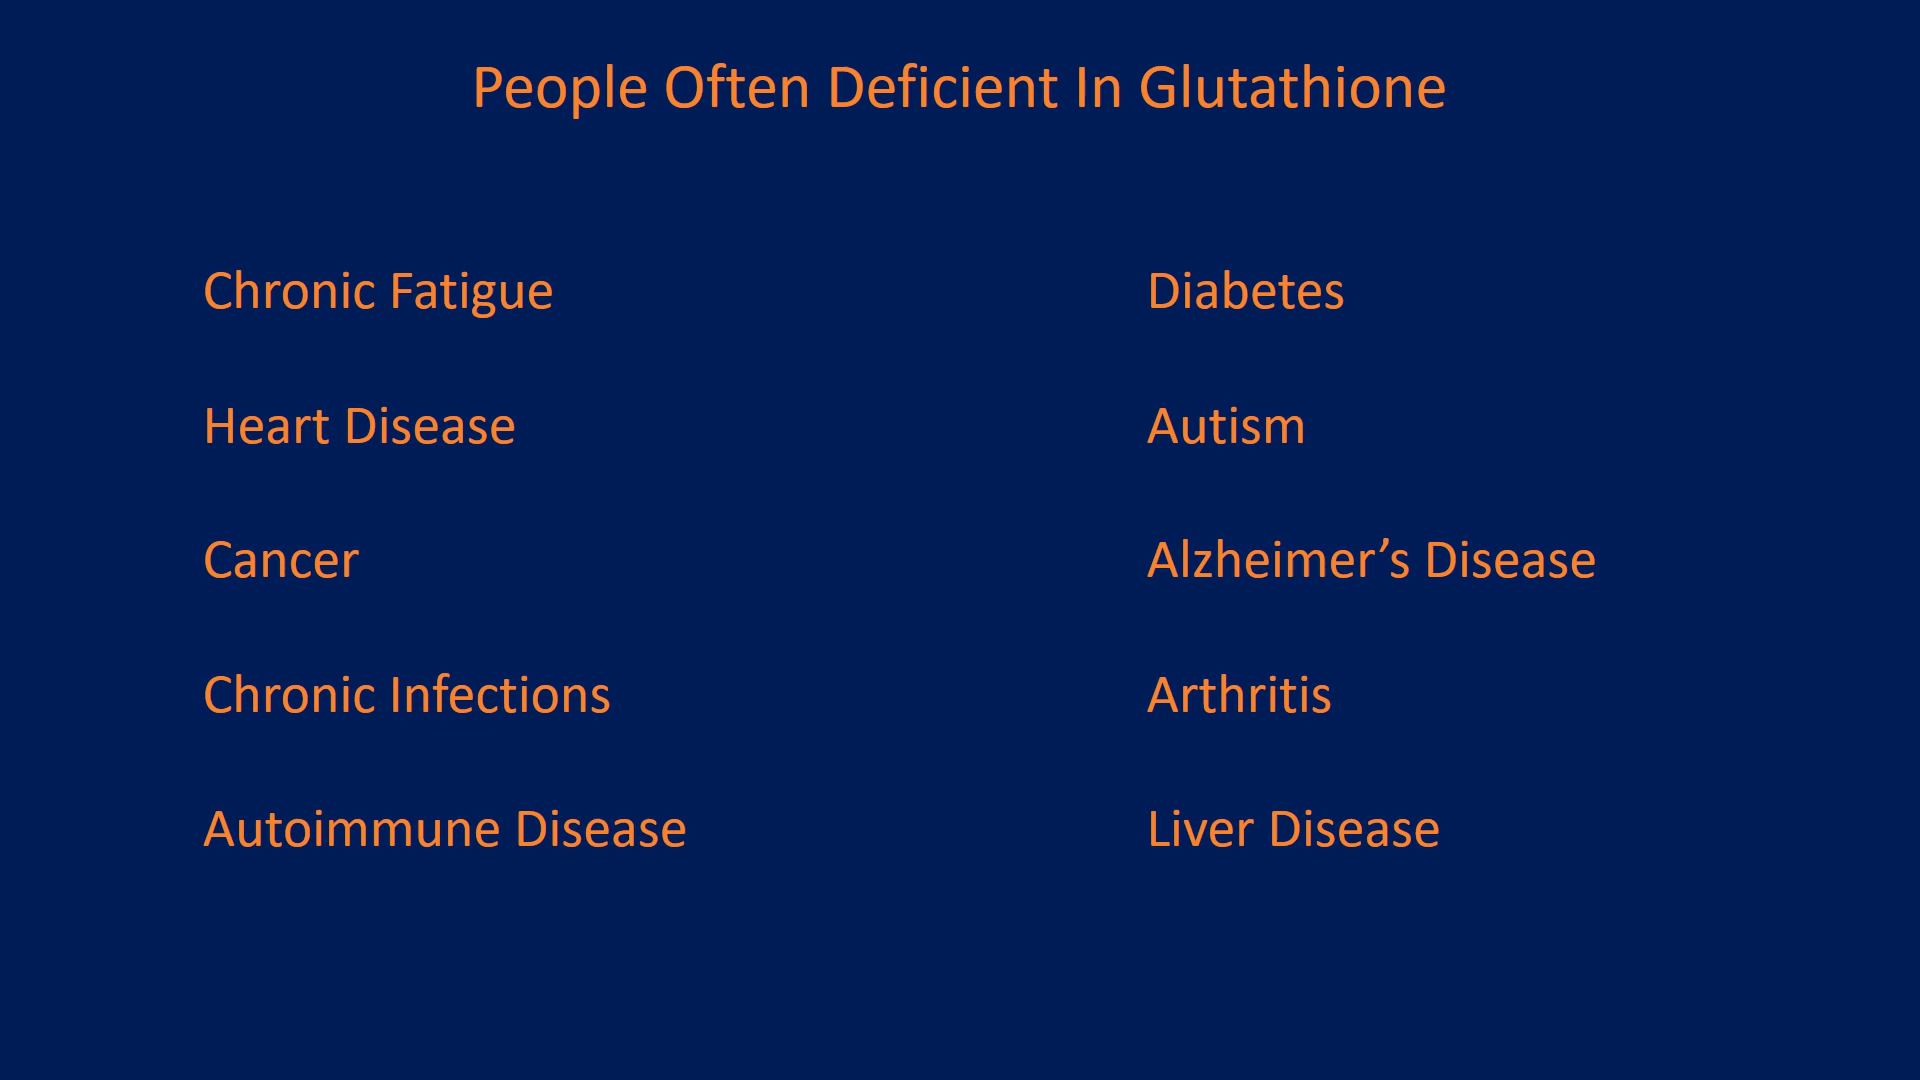 People Often Deficient In Glutathione
Chronic Fatigue
Heart Disease
Cancer
Chronic Infections
Autoimmune Disease
Diabetes
Autism
Alzheimer’s Disease
Arthritis
Liver Disease